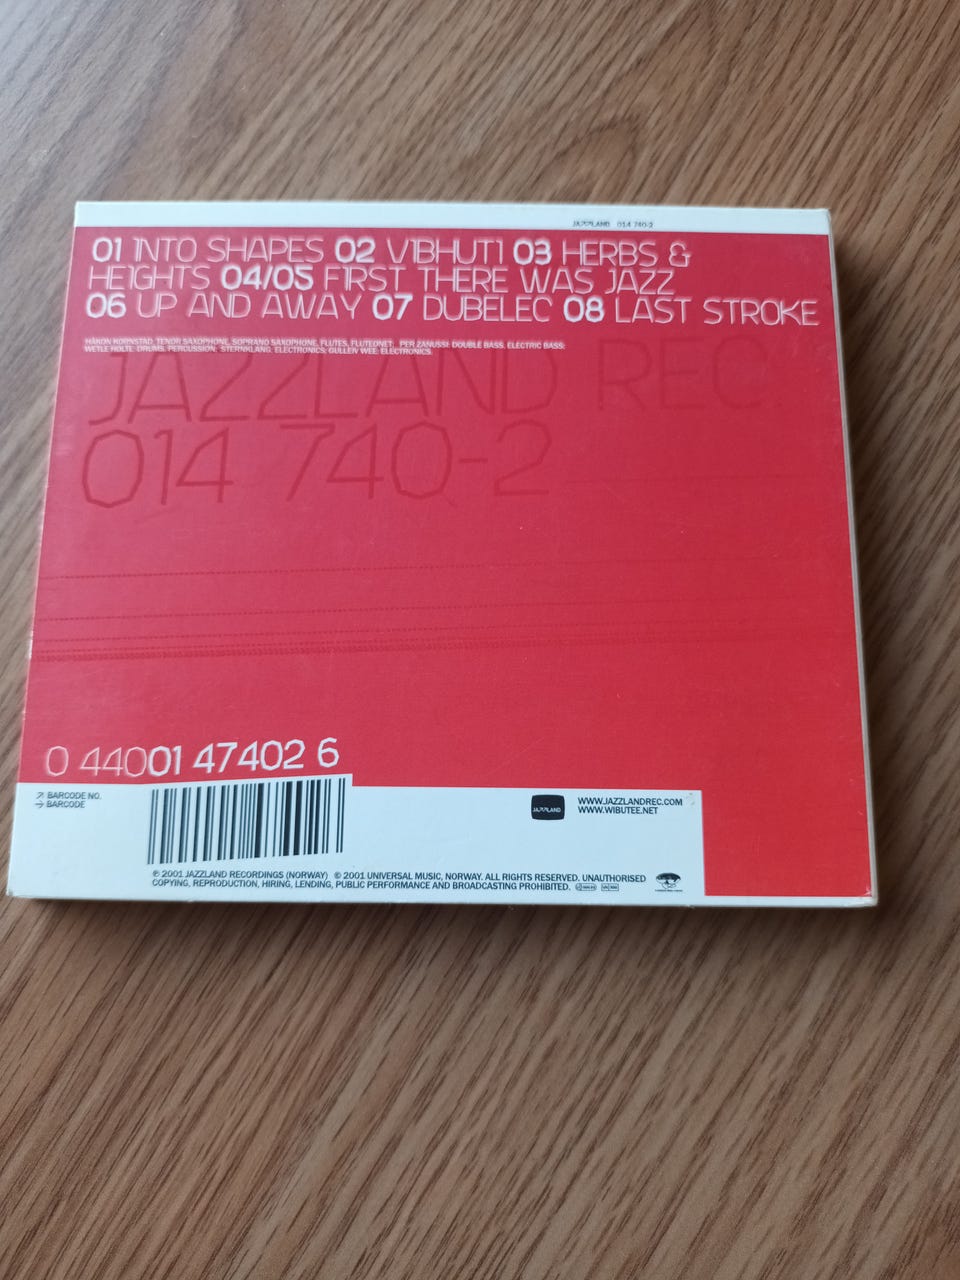 JAZZLAND 014 740-2
01 INTO SHAPES 02 VIBHUTI 03 HERBS &
HEIGHTS 04/05 FIRST THERE WAS JAZZ
06 UP AND AWAY 07 DUBELEC 08 LAST STROKE
HÅKON KORNSTAD: TENOR SAXOPHONE, SOPRANO SAXOPHONE, FLUTES, FLUTEONET; PER ZANUSSI: DOUBLE BASS, ELECTRIC BASS;
WETLE HOLTE: DRUMS, PERCUSSION; STERNKLANG: ELECTRONICS; GULLEIV WEE: ELECTRONICS.
JAZZLAND REC.
014 740-2
0 44001 47402 6
↗ BARCODE NO.
→ BARCODE
JAZZLAND
WWW.JAZZLANDREC.COM
WWW.WIBUTEE.NET
℗ 2001 JAZZLAND RECORDINGS (NORWAY) © 2001 UNIVERSAL MUSIC, NORWAY. ALL RIGHTS RESERVED. UNAUTHORISED
COPYING, REPRODUCTION, HIRING, LENDING, PUBLIC PERFORMANCE AND BROADCASTING PROHIBITED.